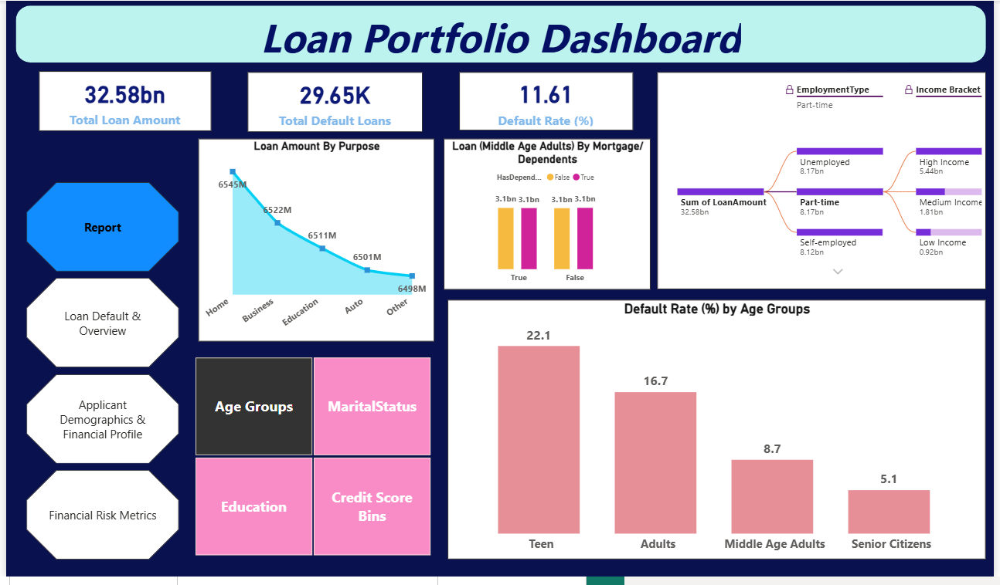 Loan Portfolio Dashboard
32.58bn
Total Loan Amount
29.65K
Total Default Loans
11.61
Default Rate (%)
EmploymentType
Part-time
Income Bracket
Sum of LoanAmount
32.58bn
Unemployed
8.17bn
Part-time
8.17bn
Self-employed
8.12bn
High Income
5.44bn
Medium Income
1.81bn
Low Income
0.92bn
Report
Loan Default &
Overview
Applicant
Demographics &
Financial Profile
Financial Risk Metrics
Loan Amount By Purpose
6545M
6522M
6511M
6501M
6498M
Home
Business
Education
Auto
Other
Loan (Middle Age Adults) By Mortgage/
Dependents
HasDepend... False True
3.1bn 3.1bn 3.1bn 3.1bn
True False
Age Groups
MaritalStatus
Education
Credit Score
Bins
Default Rate (%) by Age Groups
22.1
16.7
8.7
5.1
Teen
Adults
Middle Age Adults
Senior Citizens